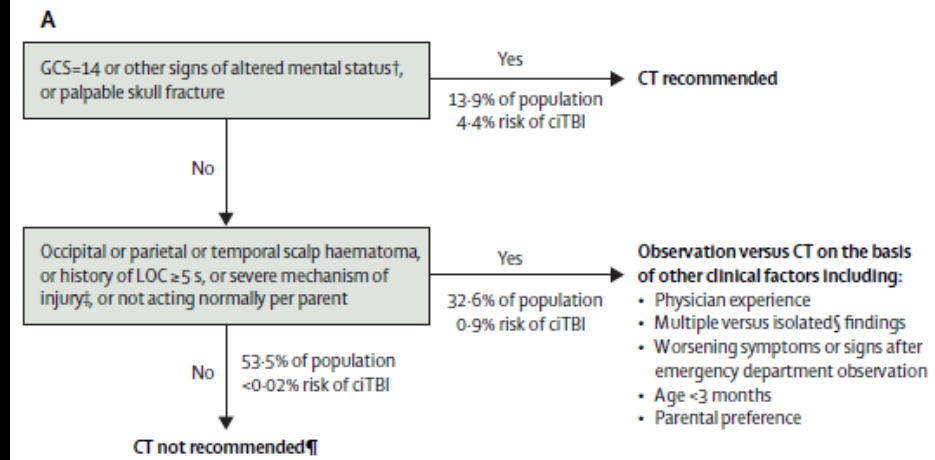 A
GCS=14 or other signs of altered mental status†,
or palpable skull fracture
Yes
13·9% of population
4·4% risk of ciTBI
CT recommended
No
Occipital or parietal or temporal scalp haematoma,
or history of LOC ≥5 s, or severe mechanism of
injury‡, or not acting normally per parent
Yes
32·6% of population
0·9% risk of ciTBI
Observation versus CT on the basis
of other clinical factors including:
• Physician experience
• Multiple versus isolated§ findings
• Worsening symptoms or signs after
emergency department observation
• Age <3 months
• Parental preference
No
53·5% of population
<0·02% risk of ciTBI
CT not recommended¶